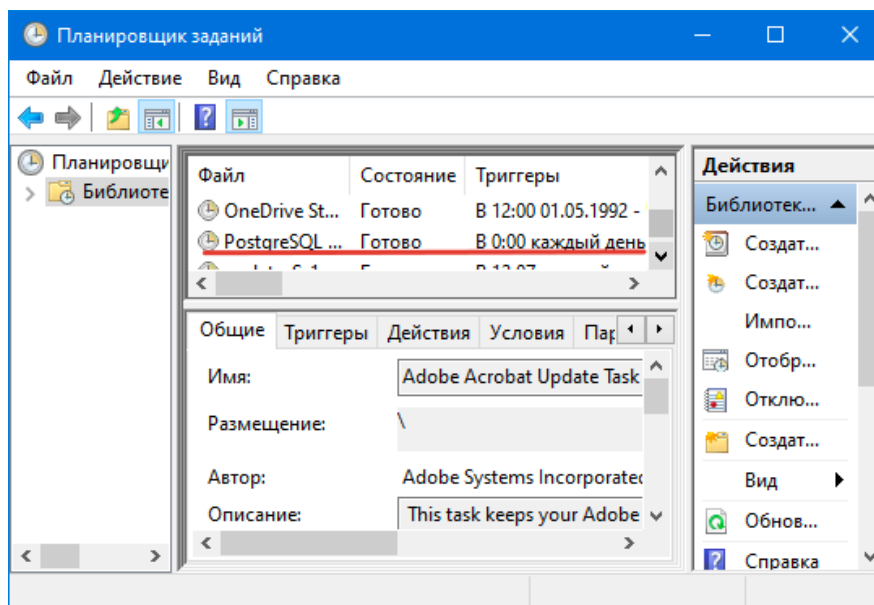 Планировщик заданий
Файл Действие Вид Справка
Планировщи
Библиоте
Файл Состояние Триггеры
OneDrive St... Готово В 12:00 01.05.1992 -
PostgreSQL ... Готово В 0:00 каждый день
Общие Триггеры Действия Условия Пар
Имя: Adobe Acrobat Update Task
Размещение: \
Автор: Adobe Systems Incorporated
Описание: This task keeps your Adobe
Действия
Библиотек...
Создат...
Создат...
Импо...
Отобр...
Отклю...
Создат...
Вид
Обнов...
Справка